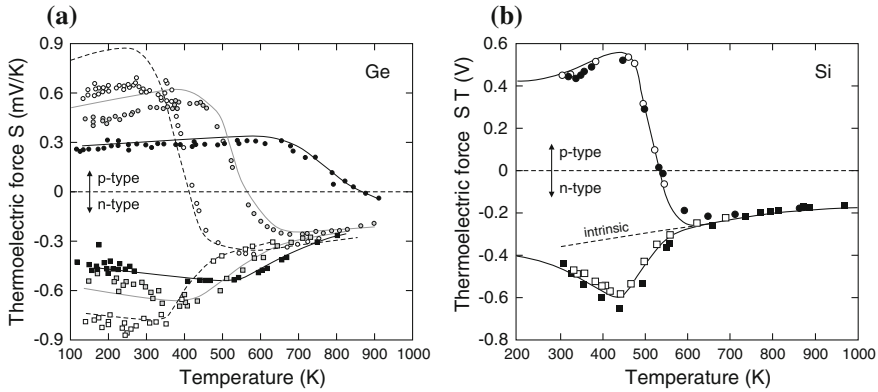 (a)
Thermoelectric force S (mV/K)
0.9
0.6
0.3
0
-0.3
-0.6
-0.9
Ge
p-type
n-type
100 200 300 400 500 600 700 800 900 1000
Temperature (K)
(b)
Thermoelectric force S T (V)
0.6
0.4
0.2
0
-0.2
-0.4
-0.6
-0.8
Si
p-type
n-type
intrinsic
200 300 400 500 600 700 800 900 1000
Temperature (K)